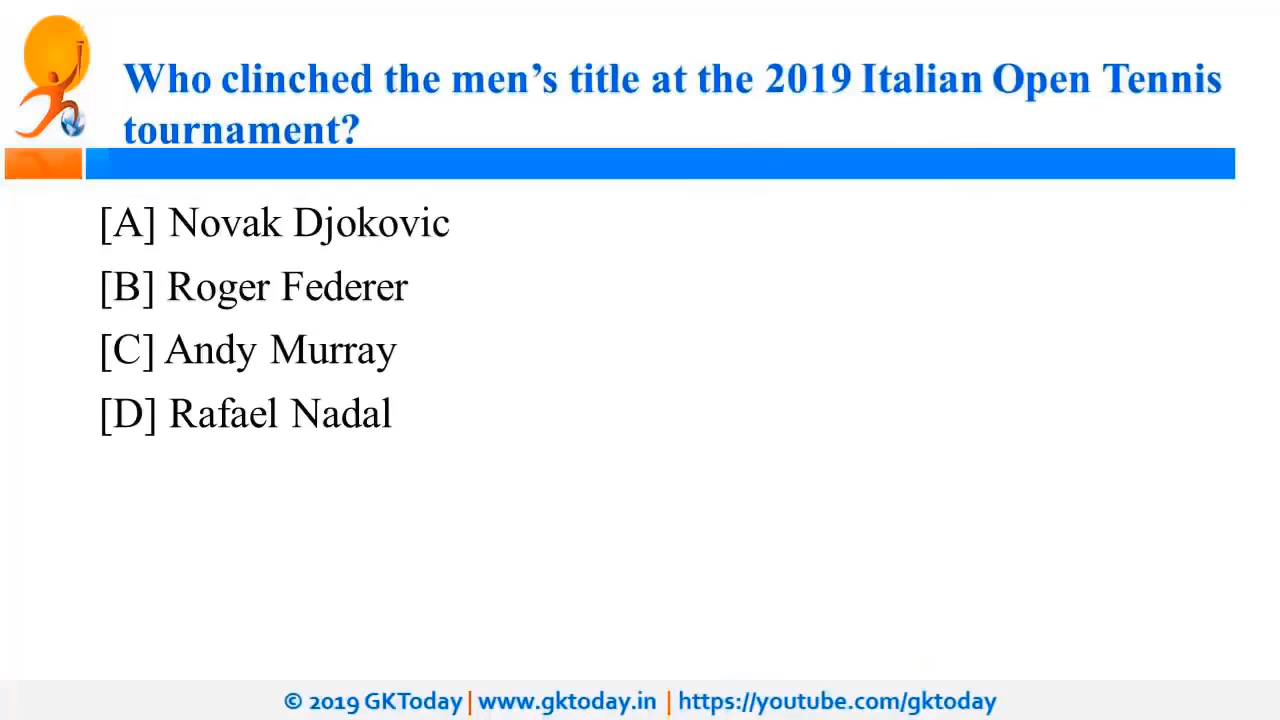 Who clinched the men’s title at the 2019 Italian Open Tennis
tournament?
[A] Novak Djokovic
[B] Roger Federer
[C] Andy Murray
[D] Rafael Nadal
© 2019 GKToday | www.gktoday.in | https://youtube.com/gktoday